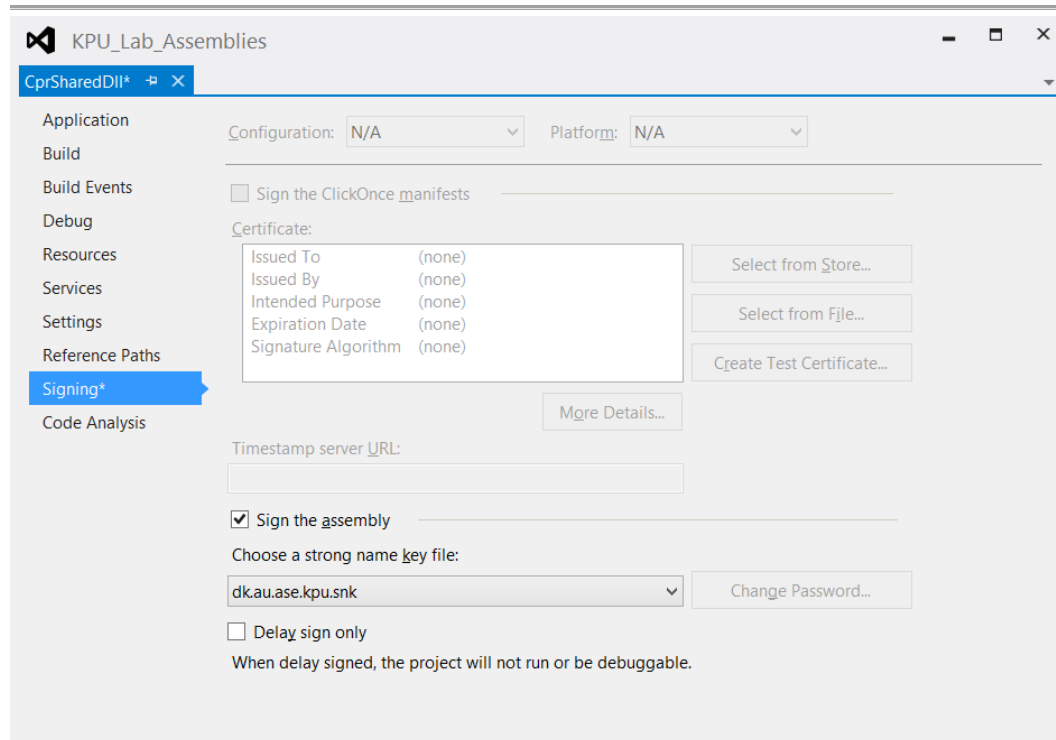 KPU_Lab_Assemblies
CprSharedDll*
Application
Build
Build Events
Debug
Resources
Services
Settings
Reference Paths
Signing*
Code Analysis
Configuration: N/A Platform: N/A
Sign the ClickOnce manifests
Certificate:
Issued To (none)
Issued By (none)
Intended Purpose (none)
Expiration Date (none)
Signature Algorithm (none)
Select from Store...
Select from File...
Create Test Certificate...
More Details...
Timestamp server URL:
Sign the assembly
Choose a strong name key file:
dk.au.ase.kpu.snk
Change Password...
Delay sign only
When delay signed, the project will not run or be debuggable.